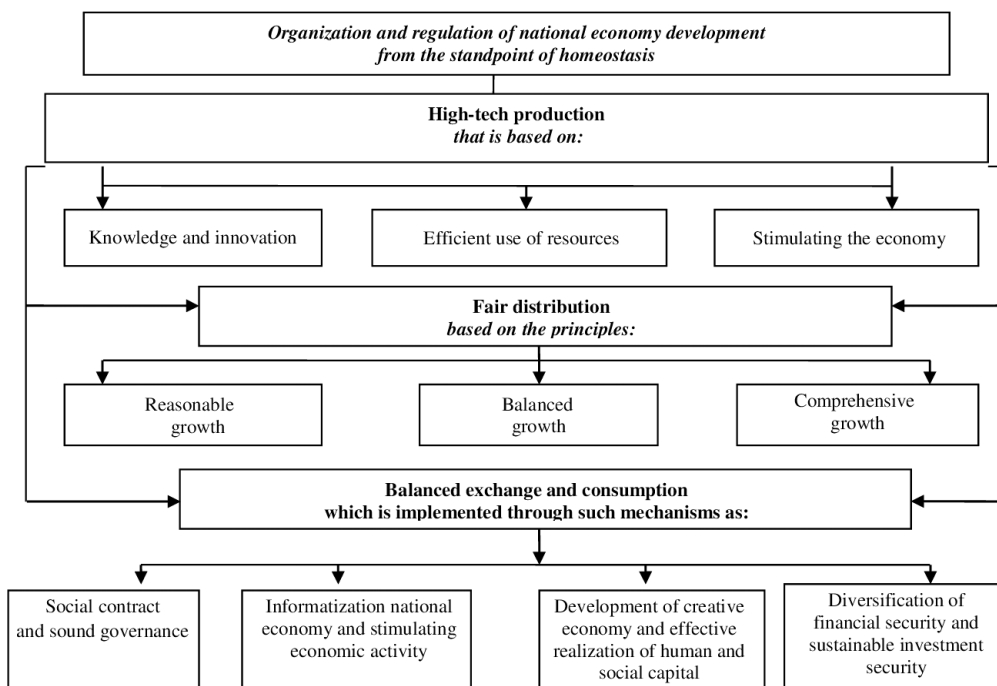 Organization and regulation of national economy development
from the standpoint of homeostasis
High-tech production
that is based on:
Knowledge and innovation
Efficient use of resources
Stimulating the economy
Fair distribution
based on the principles:
Reasonable
growth
Balanced
growth
Comprehensive
growth
Balanced exchange and consumption
which is implemented through such mechanisms as:
Social contract
and sound governance
Informatization national
economy and stimulating
economic activity
Development of creative
economy and effective
realization of human and
social capital
Diversification of
financial security and
sustainable investment
security